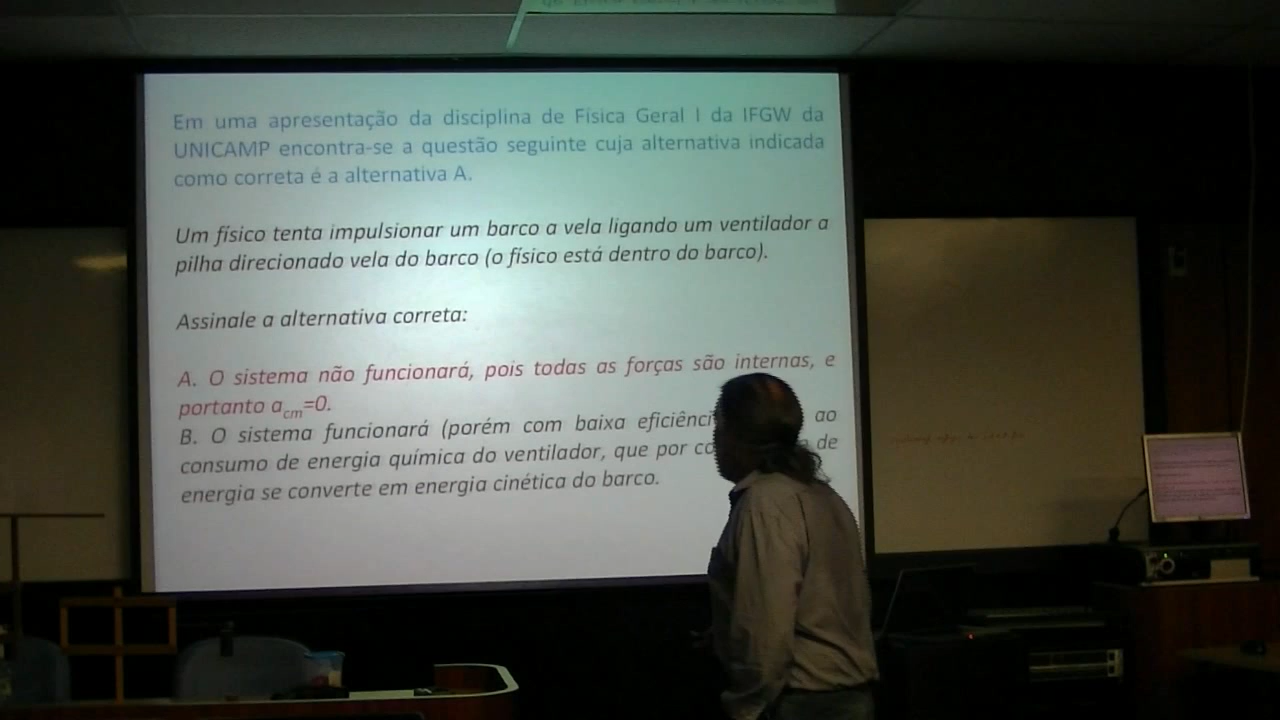 Em uma apresentação da disciplina de Física Geral I da IFGW da
UNICAMP encontra-se a questão seguinte cuja alternativa indicada
como correta é a alternativa A.
Um físico tenta impulsionar um barco a vela ligando um ventilador a
pilha direcionado vela do barco (o físico está dentro do barco).
Assinale a alternativa correta:
A. O sistema não funcionará, pois todas as forças são internas, e
portanto acm=0.
B. O sistema funcionará (porém com baixa ao
consumo de energia química do ventilador, que por de
energia se converte em energia cinética do barco.